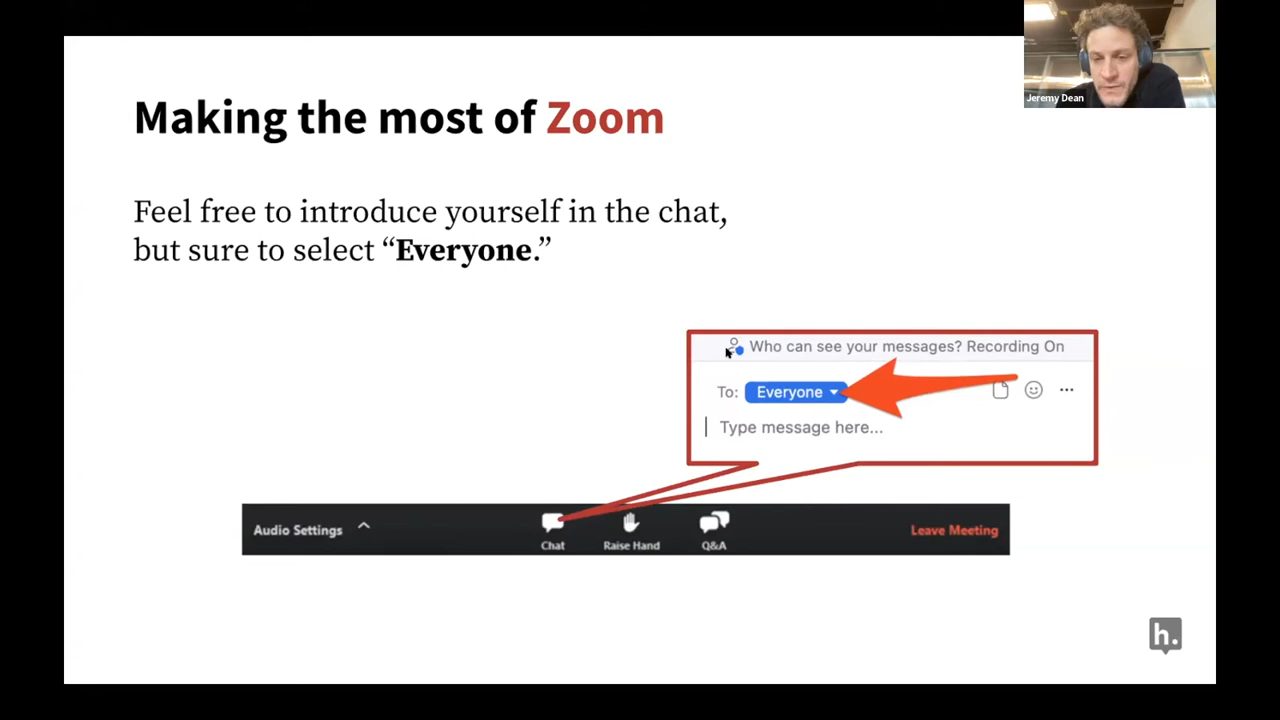 Jeremy Dean
Making the most of Zoom
Feel free to introduce yourself in the chat,
but sure to select “Everyone.”
Who can see your messages? Recording On
To: Everyone
Type message here...
Audio Settings
Chat
Raise Hand
Q&A
Leave Meeting
h.